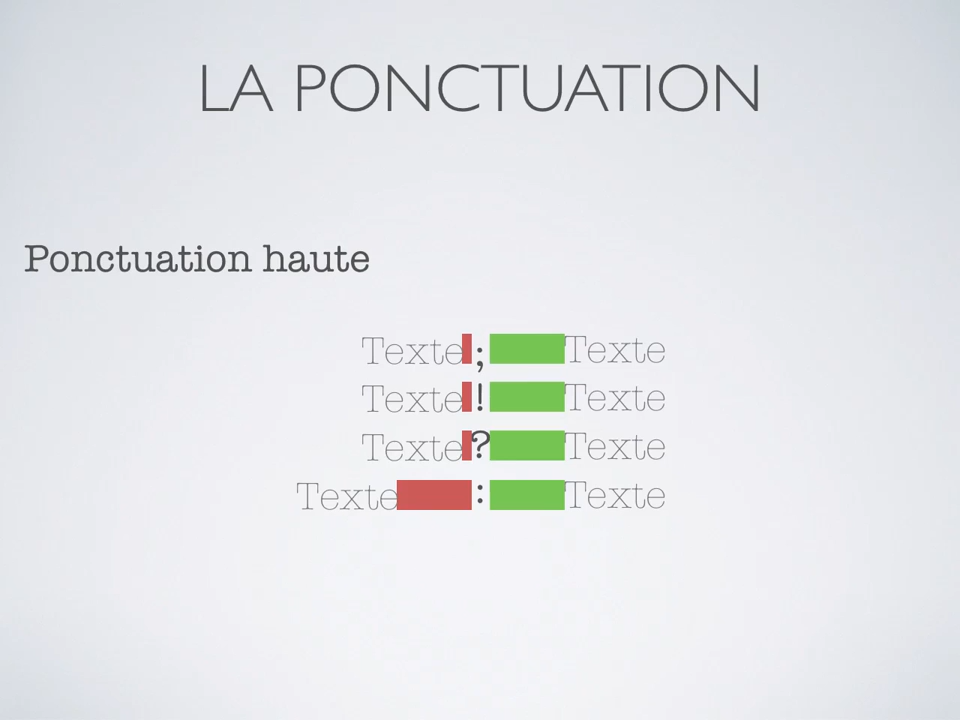 LA PONCTUATION
Ponctuation haute
Texte ; Texte
Texte ! Texte
Texte ? Texte
Texte : Texte